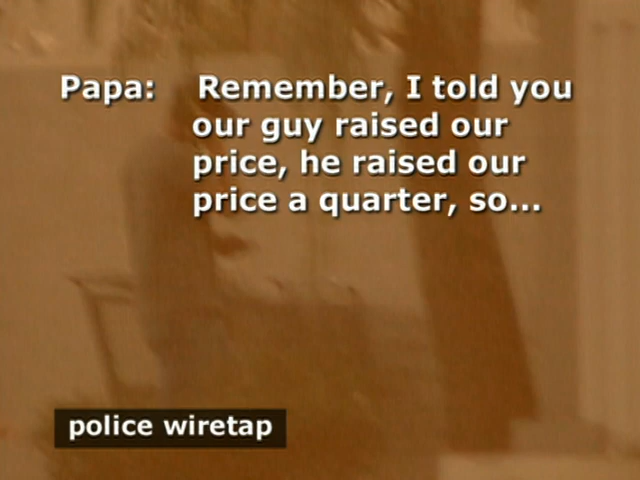 Papa: Remember, I told you
our guy raised our
price, he raised our
price a quarter, so...
police wiretap